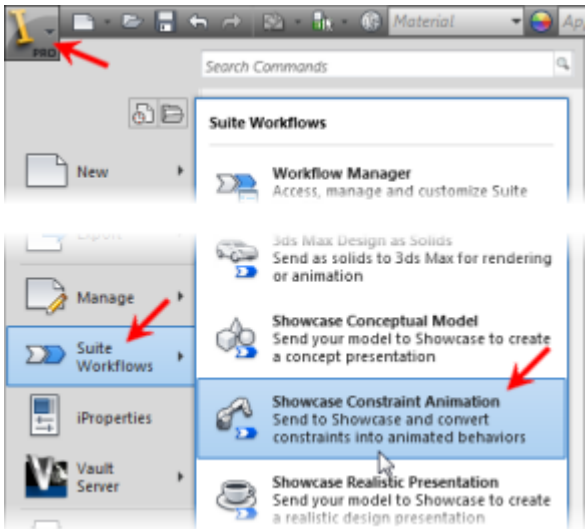 PRO
Material
Ap
Search Commands
Suite Workflows
New
Workflow Manager
Access, manage and customize Suite
Export
3ds Max Design as Solids
Send as solids to 3ds Max for rendering
or animation
Manage
Showcase Conceptual Model
Send your model to Showcase to create
a concept presentation
Suite
Workflows
Showcase Constraint Animation
Send to Showcase and convert
constraints into animated behaviors
iProperties
Vault
Server
Showcase Realistic Presentation
Send your model to Showcase to create
a realistic design presentation